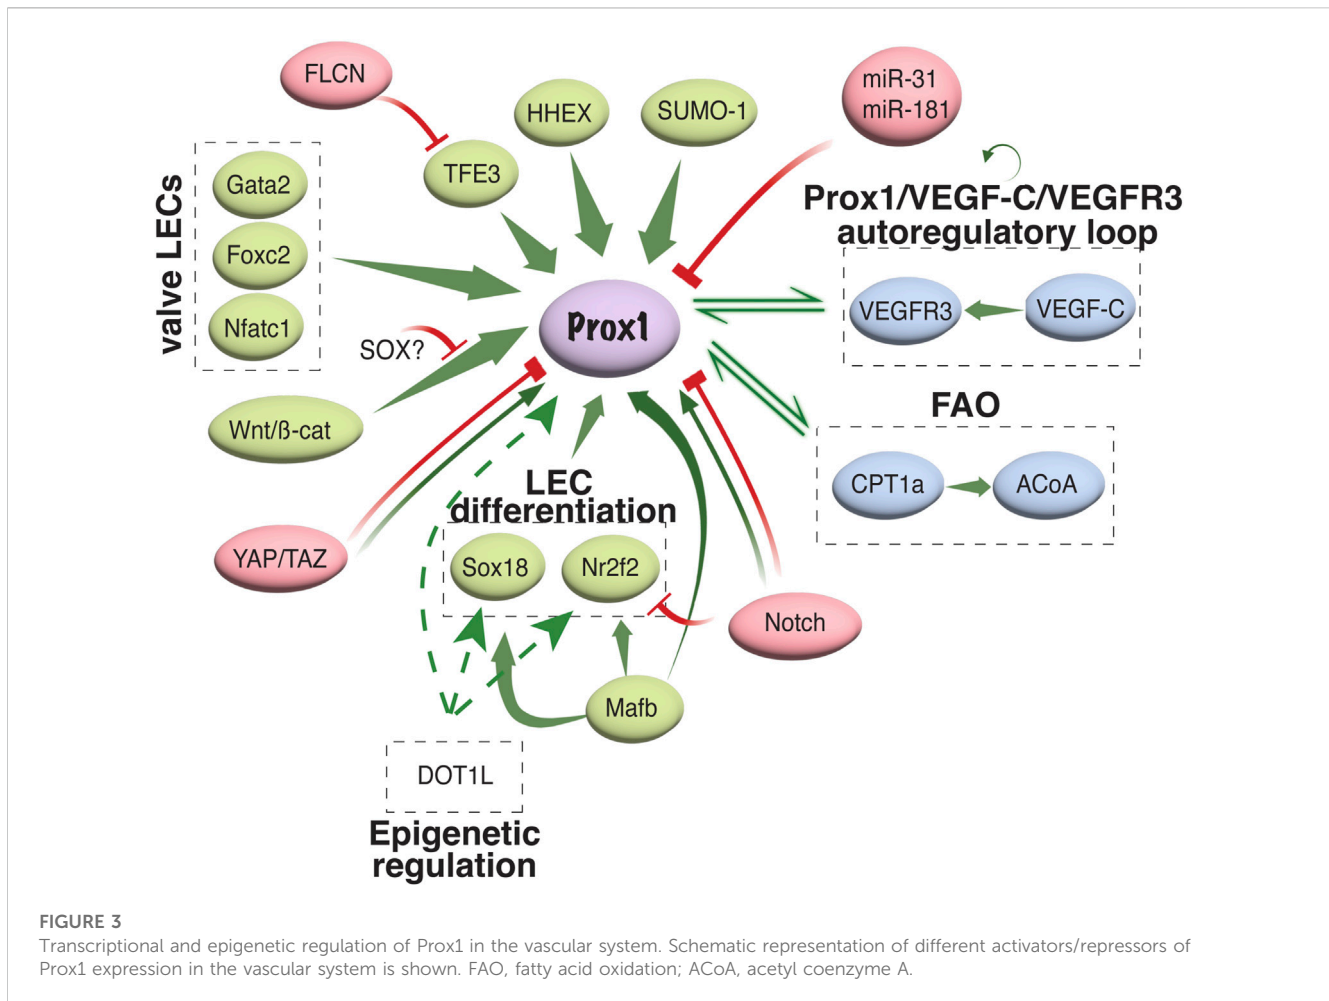 FLCN
HHEX
SUMO-1
miR-31
miR-181
TFE3
valve LECs
Gata2
Foxc2
Nfatc1
Prox1/VEGF-C/VEGFR3
autoregulatory loop
VEGFR3
VEGF-C
Prox1
SOX?
Wnt/ß-cat
FAO
CPT1a
ACoA
LEC
differentiation
Sox18
Nr2f2
YAP/TAZ
Notch
Mafb
DOT1L
Epigenetic
regulation
FIGURE 3
Transcriptional and epigenetic regulation of Prox1 in the vascular system. Schematic representation of different activators/repressors of
Prox1 expression in the vascular system is shown. FAO, fatty acid oxidation; ACoA, acetyl coenzyme A.